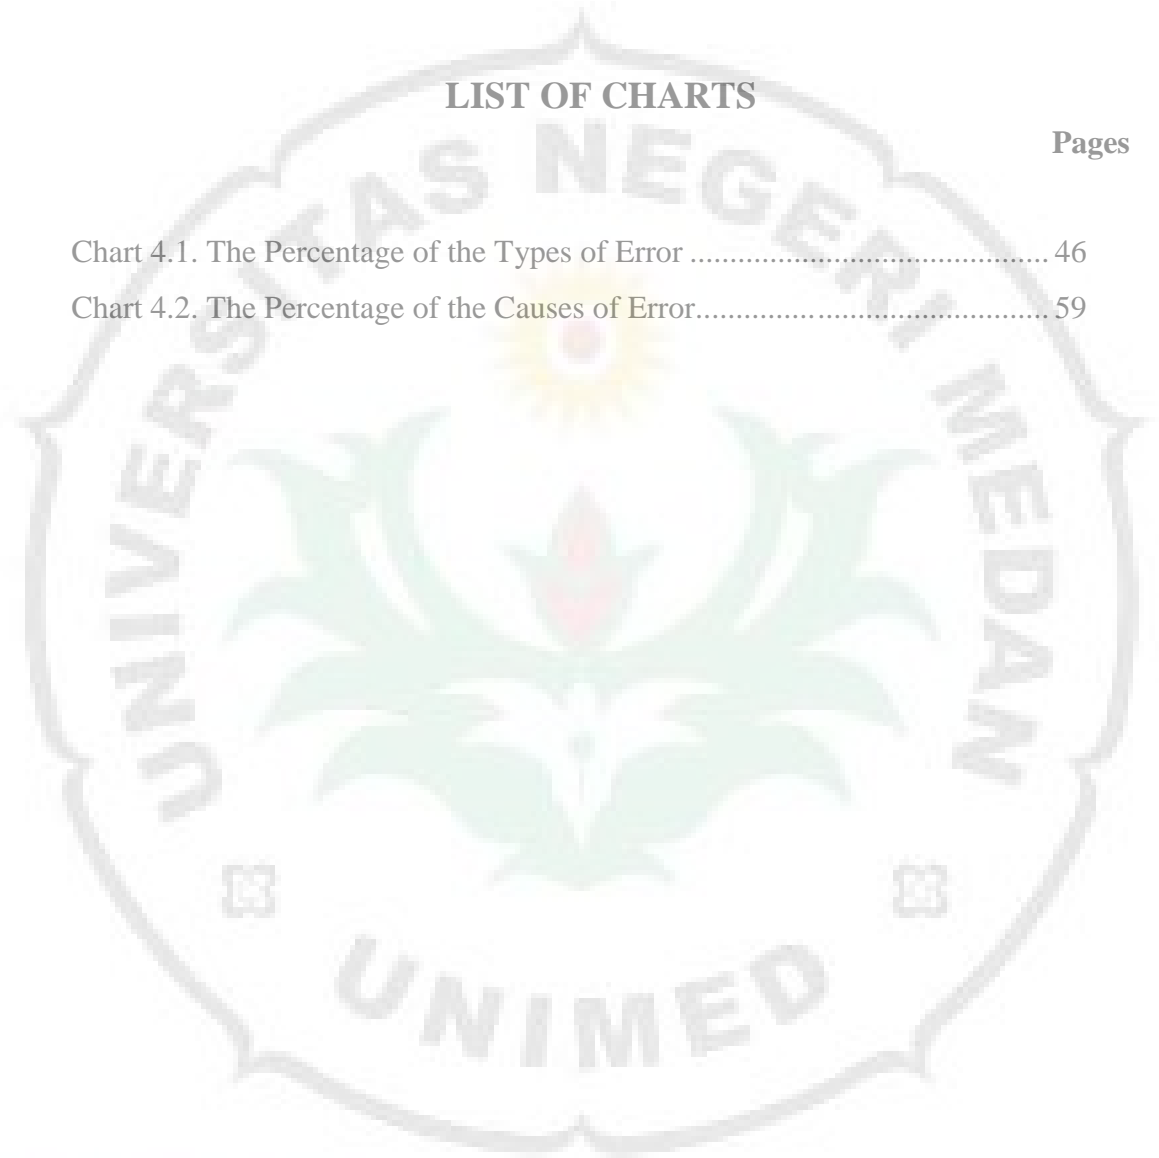 LIST OF CHARTS
Pages
Chart 4.1. The Percentage of the Types of Error ............................................ 46
Chart 4.2. The Percentage of the Causes of Error........................................... 59
UNIVERSITAS NEGERI MEDAN
UNIMED